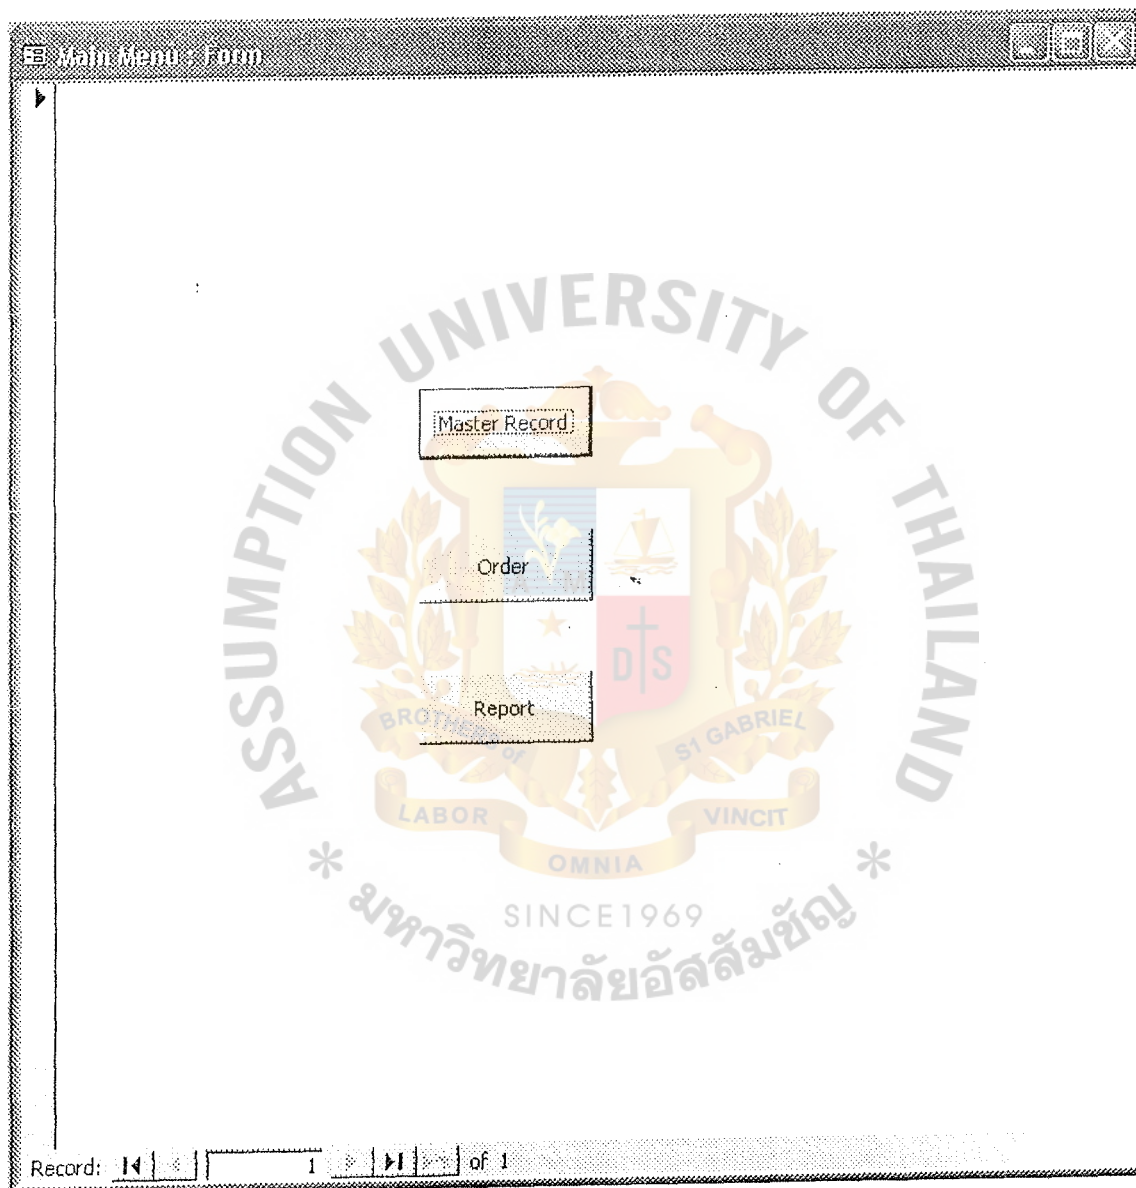 Main Menu : Form
UNIVERSITY OF
ASSUMPTION
THAILAND
Master Record
Order
A M
D S
Report
BROTHERS of
S1 GABRIEL
LABOR
VINCIT
OMNIA
SINCE1969
* มหาวิทยาลัยอัสสัมชัญ *
Record: 1 of 1